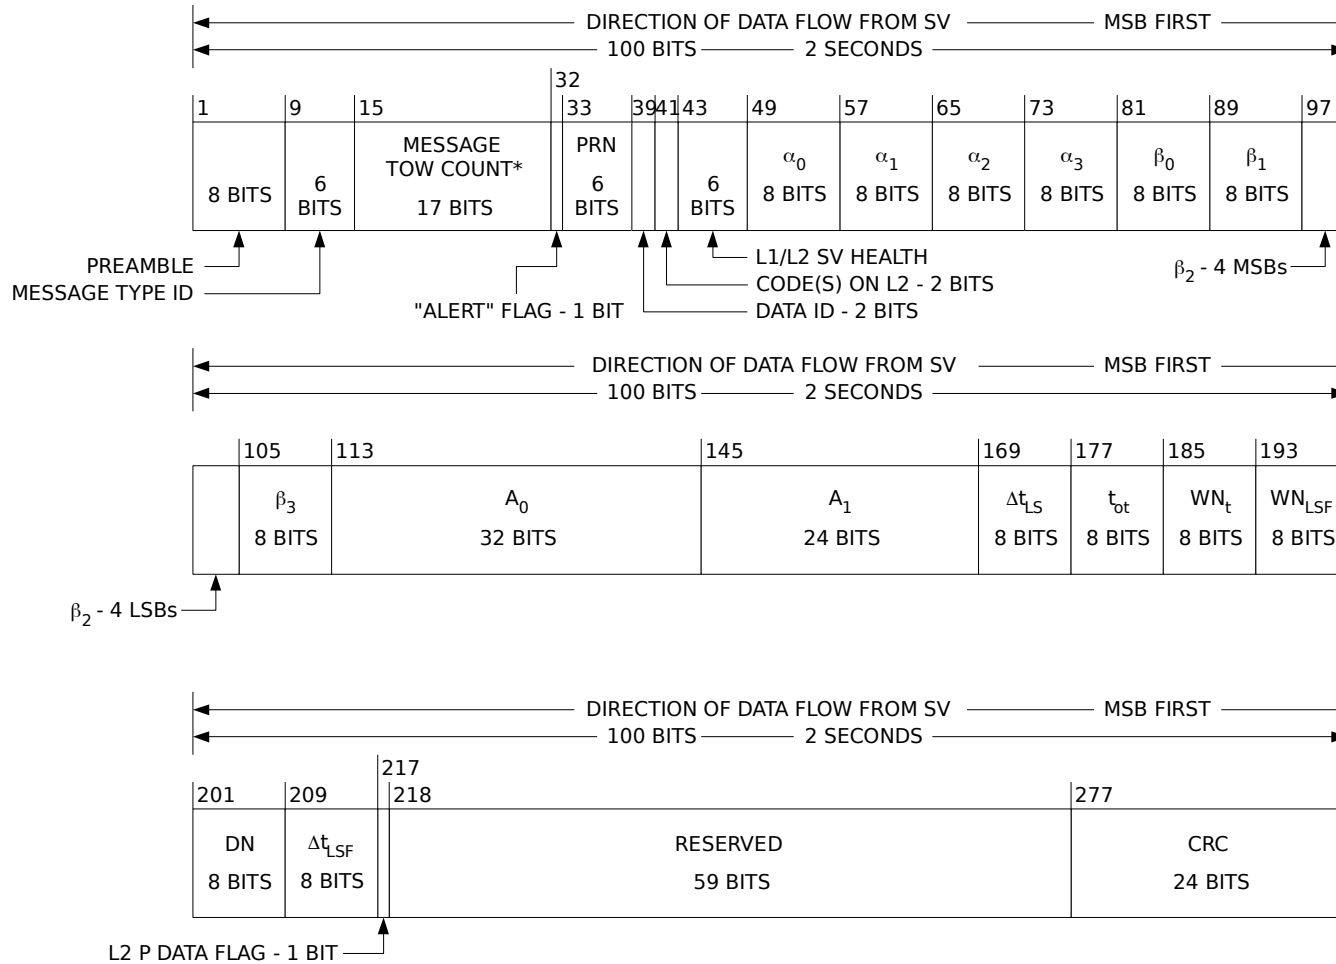 DIRECTION OF DATA FLOW FROM SV MSB FIRST
100 BITS 2 SECONDS
32
1 9 15 33 39 41 43 49 57 65 73 81 89 97
MESSAGE TOW COUNT* PRN α0 α1 α2 α3 β0 β1
8 BITS 6 BITS 17 BITS 6 BITS 6 BITS 8 BITS 8 BITS 8 BITS 8 BITS 8 BITS 8 BITS
PREAMBLE L1/L2 SV HEALTH β2 - 4 MSBs
MESSAGE TYPE ID CODE(S) ON L2 - 2 BITS
"ALERT" FLAG - 1 BIT DATA ID - 2 BITS
DIRECTION OF DATA FLOW FROM SV MSB FIRST
100 BITS 2 SECONDS
105 113 145 169 177 185 193
β3 A0 A1 ΔtLS tot WNt WNLSF
8 BITS 32 BITS 24 BITS 8 BITS 8 BITS 8 BITS 8 BITS
β2 - 4 LSBs
DIRECTION OF DATA FLOW FROM SV MSB FIRST
100 BITS 2 SECONDS
217
201 209 218 277
DN ΔtLSF RESERVED CRC
8 BITS 8 BITS 59 BITS 24 BITS
L2 P DATA FLAG - 1 BIT